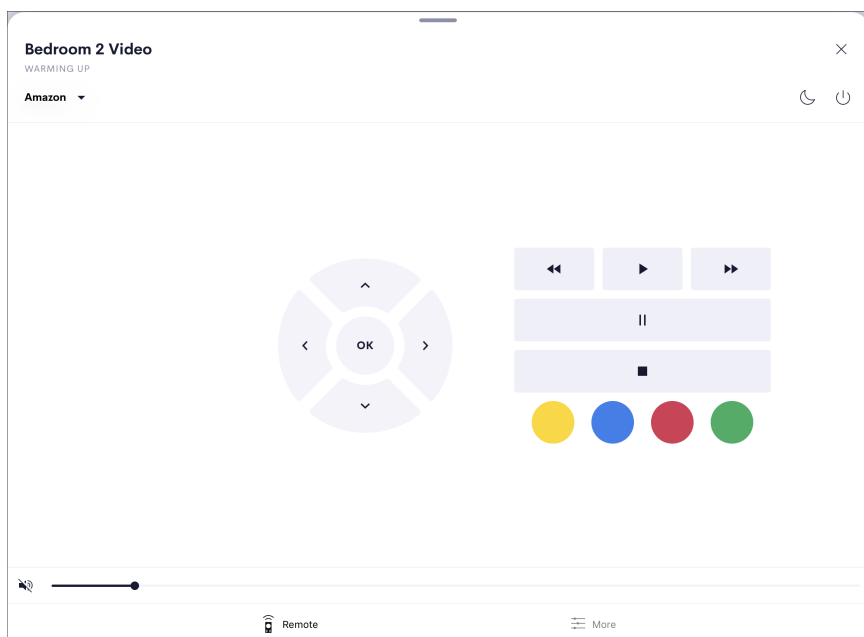 Bedroom 2 Video
WARMING UP
Amazon
OK
Remote
More